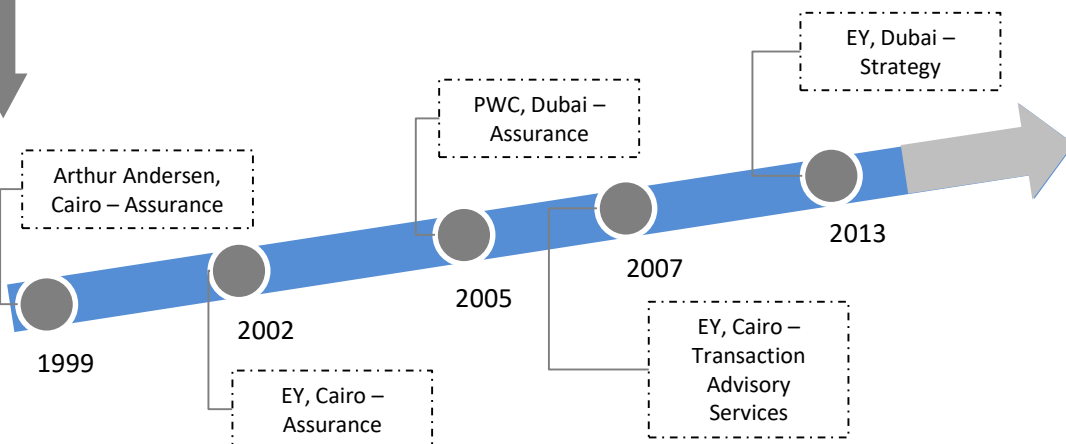 EY, Dubai –
Strategy
PWC, Dubai –
Assurance
Arthur Andersen,
Cairo – Assurance
2013
2007
2005
2002
1999
EY, Cairo –
Transaction
Advisory
Services
EY, Cairo –
Assurance